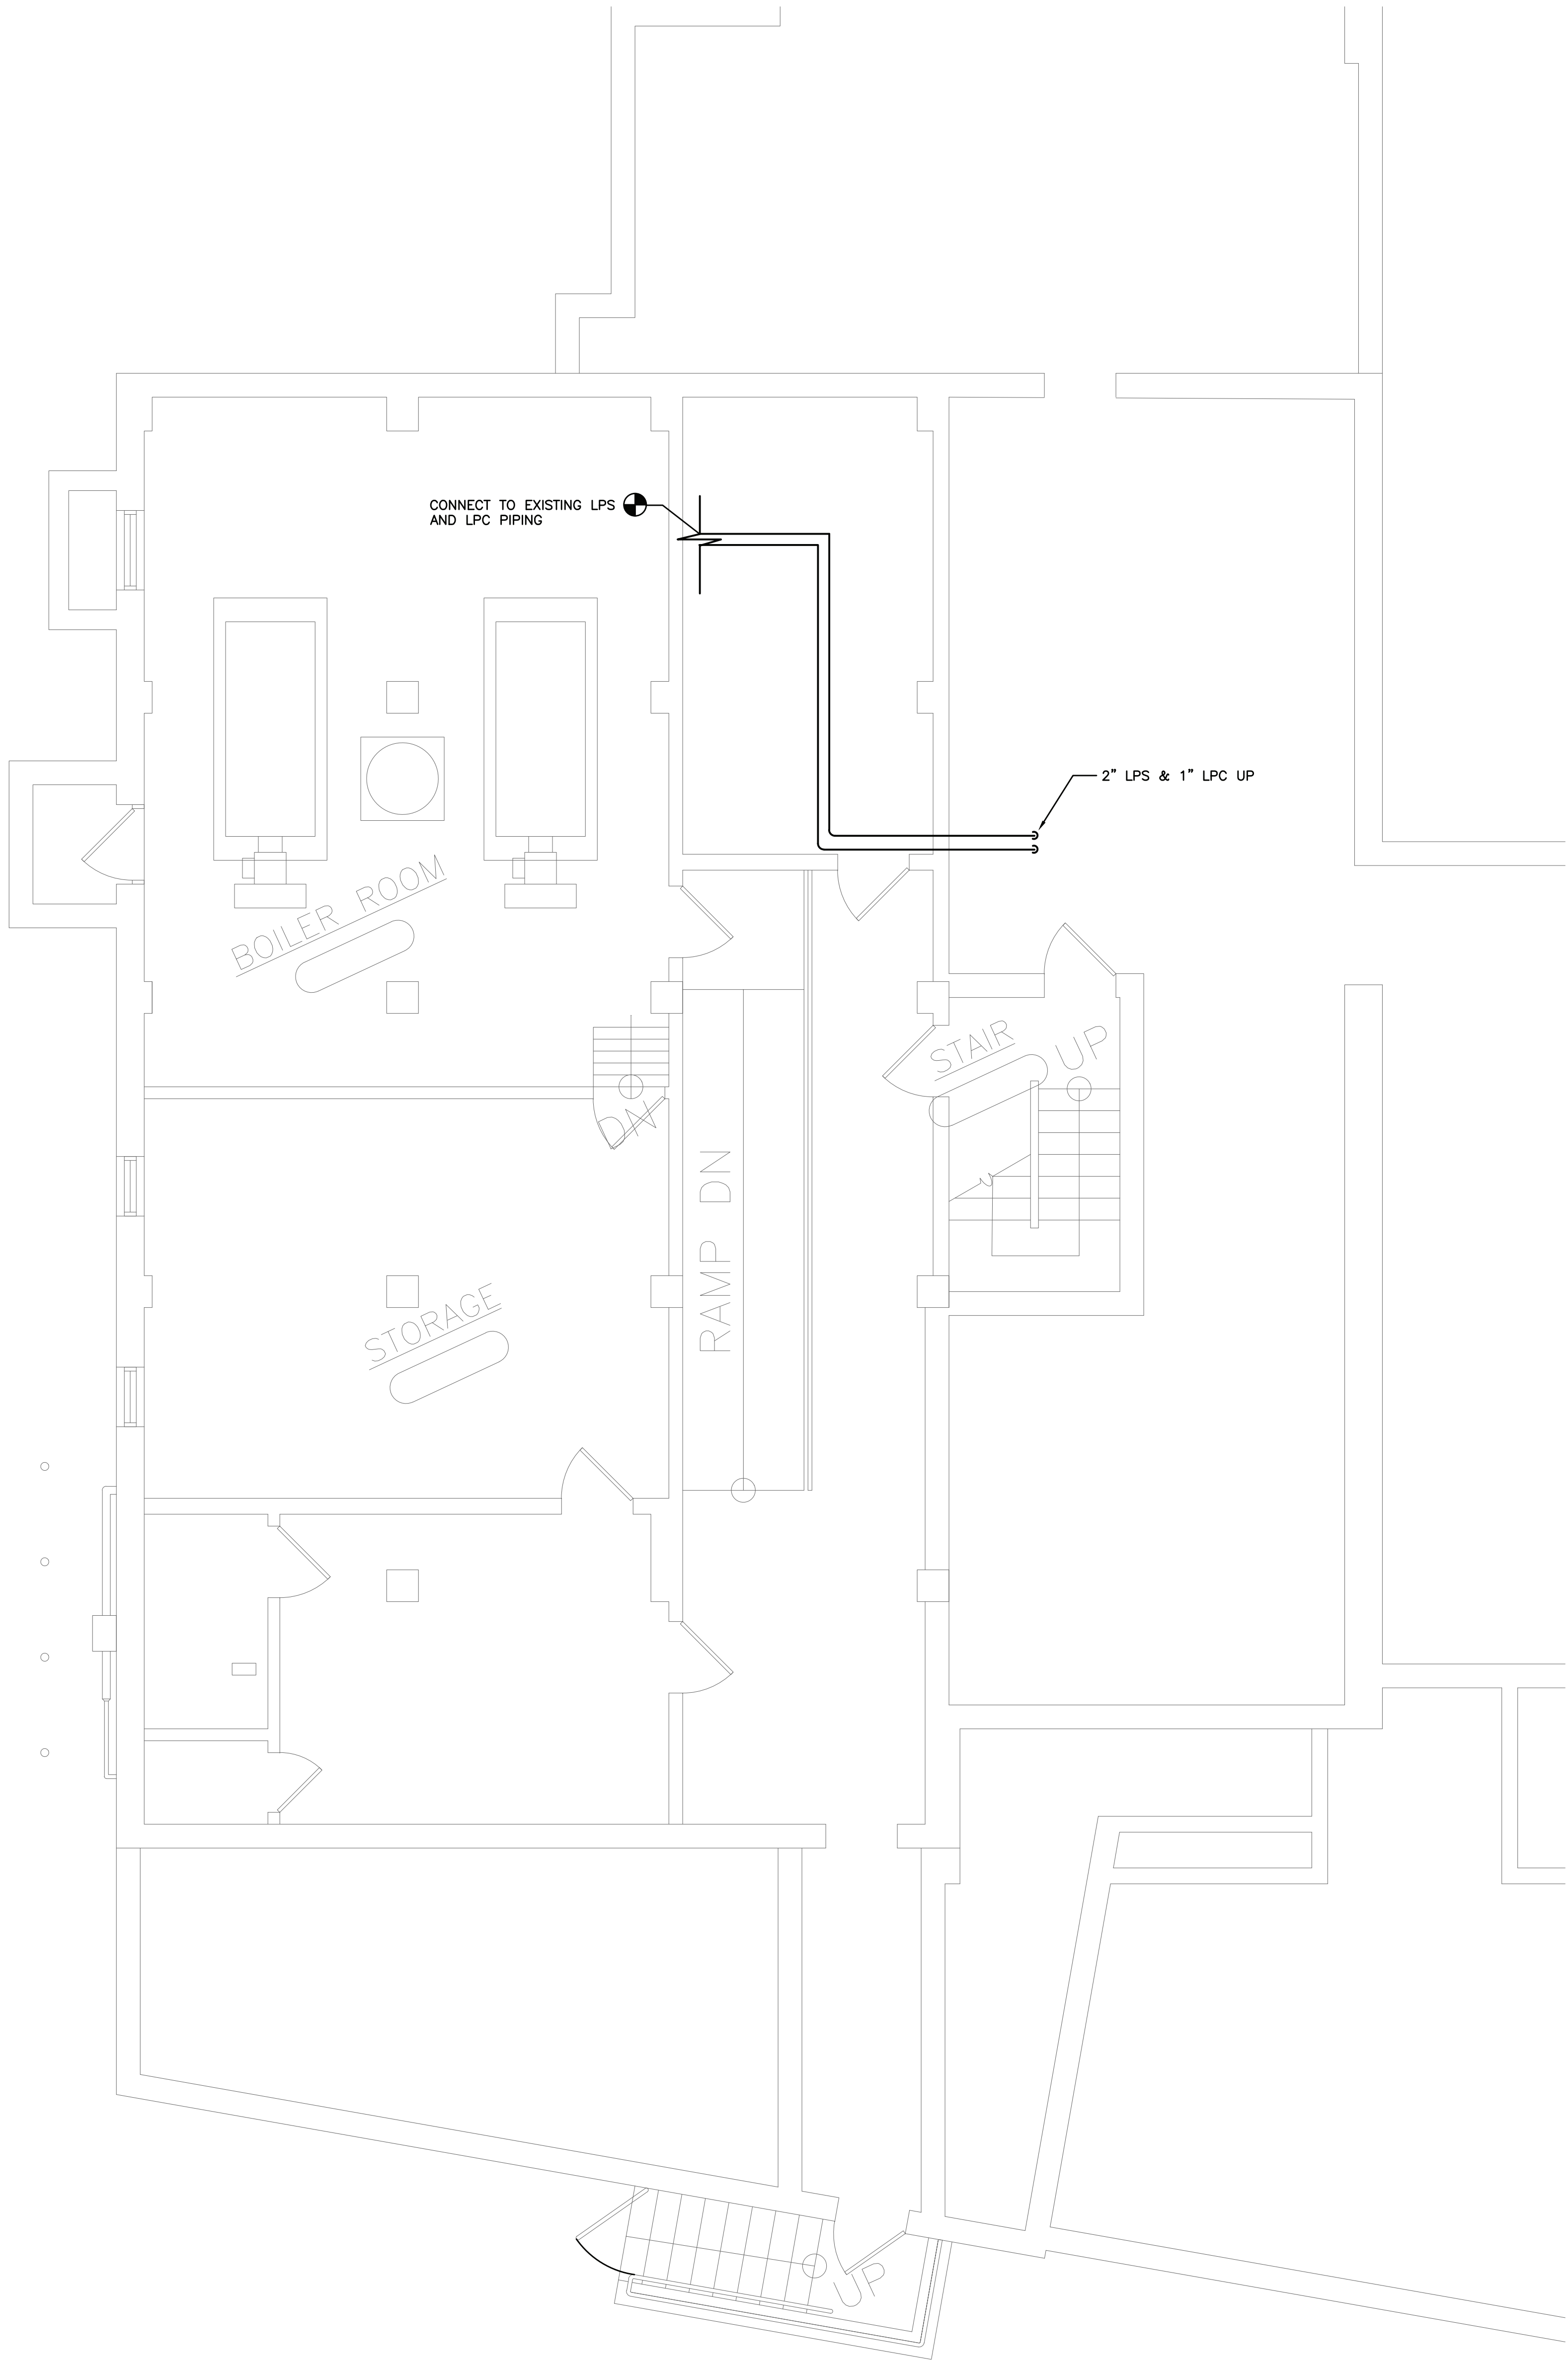 CONNECT TO EXISTING LPS
AND LPC PIPING
2” LPS & 1” LPC UP
BOILER ROOM
STAIR
UP
DN
RAMP DN
STORAGE
UP